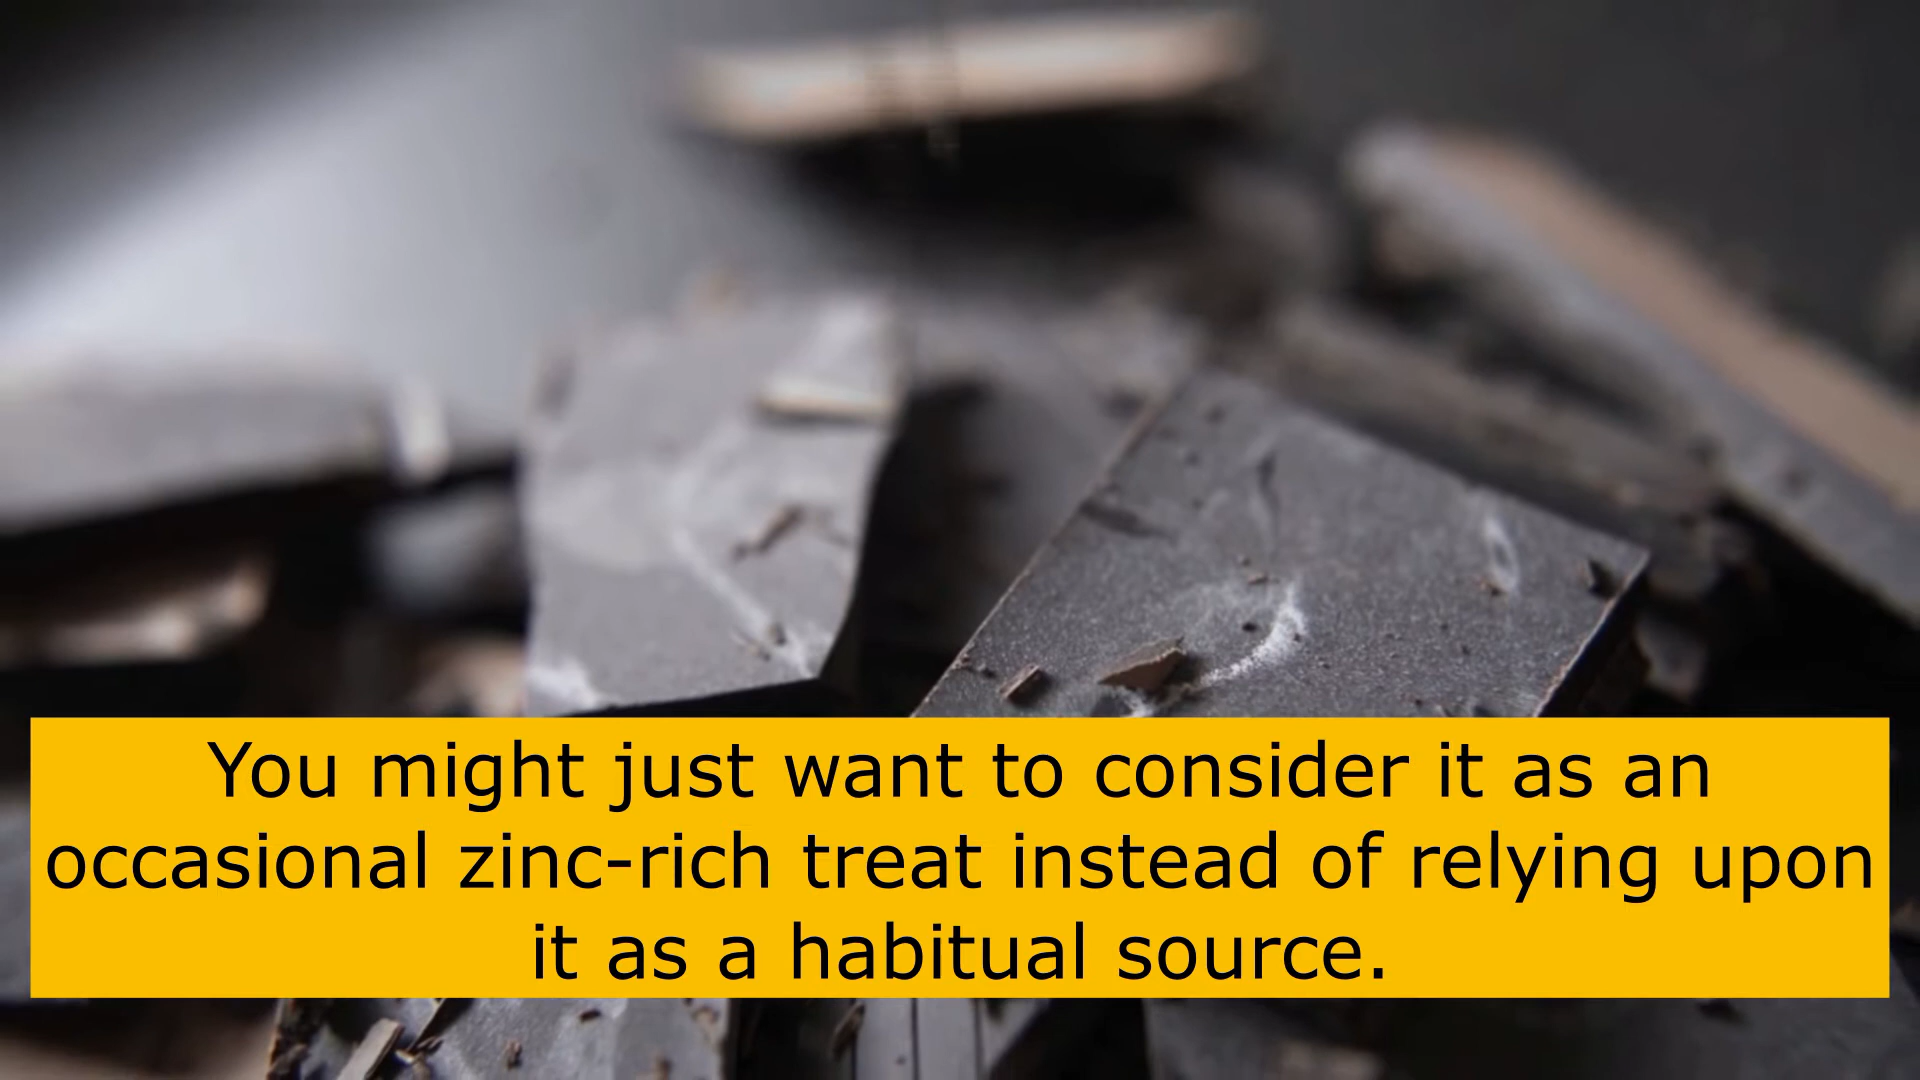 You might just want to consider it as an
occasional zinc-rich treat instead of relying upon
it as a habitual source.